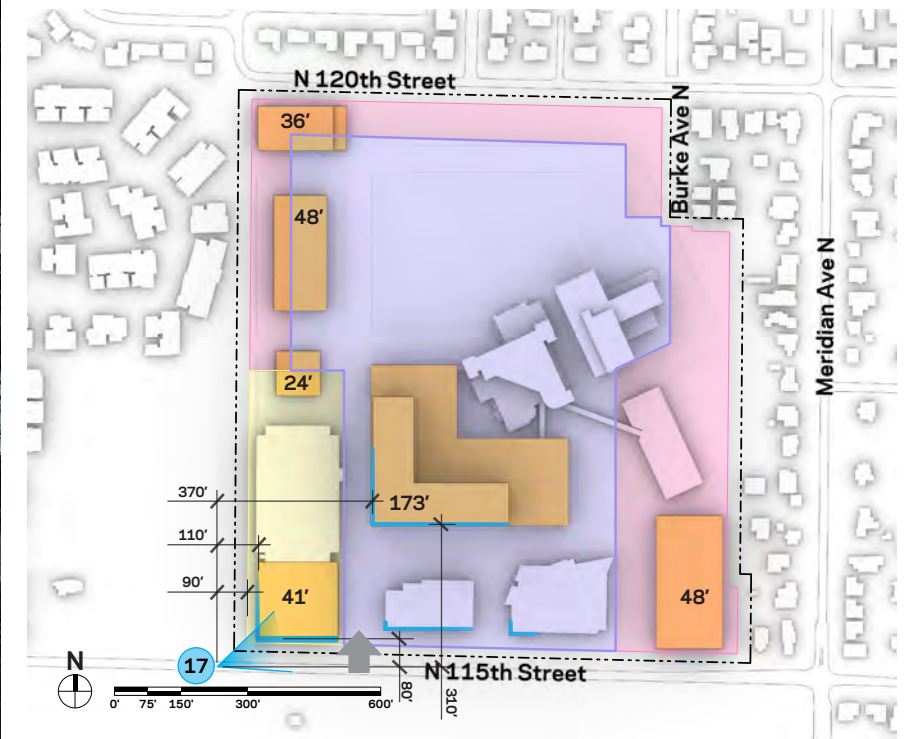 N 120th Street
Burke Ave N
36'
48'
Meridian Ave N
24'
370'
173'
110'
90'
41'
48'
17
N
N 115th Street
80'
310'
0' 75' 150' 300' 600'